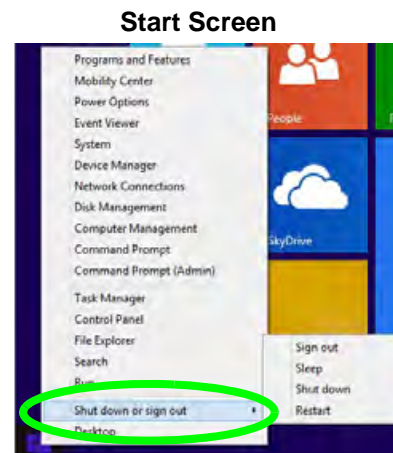 Start Screen
Programs and Features
Mobility Center
Power Options
Event Viewer
System
Device Manager
Network Connections
Disk Management
Computer Management
Command Prompt
Command Prompt (Admin)
Task Manager
Control Panel
File Explorer
Search
Run
Shut down or sign out
Desktop
Sign out
Sleep
Shut down
Restart
People
SkyDrive